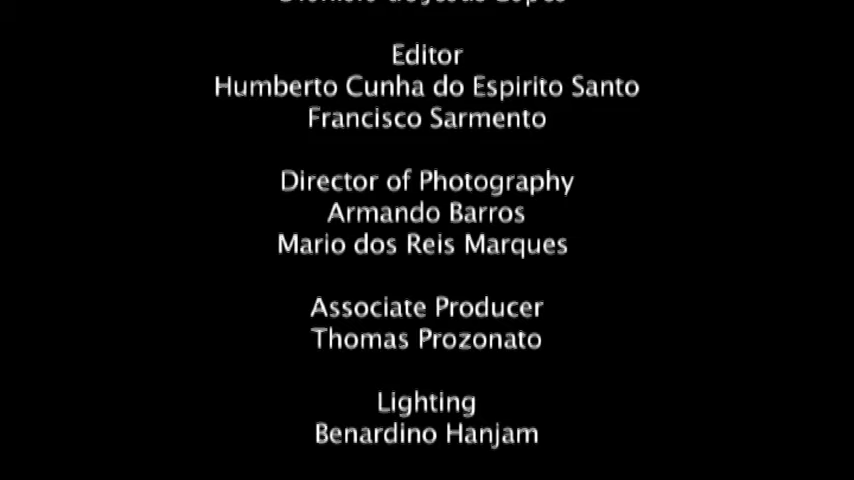 Editor
Humberto Cunha do Espirito Santo
Francisco Sarmento
Director of Photography
Armando Barros
Mario dos Reis Marques
Associate Producer
Thomas Prozonato
Lighting
Benardino Hanjam